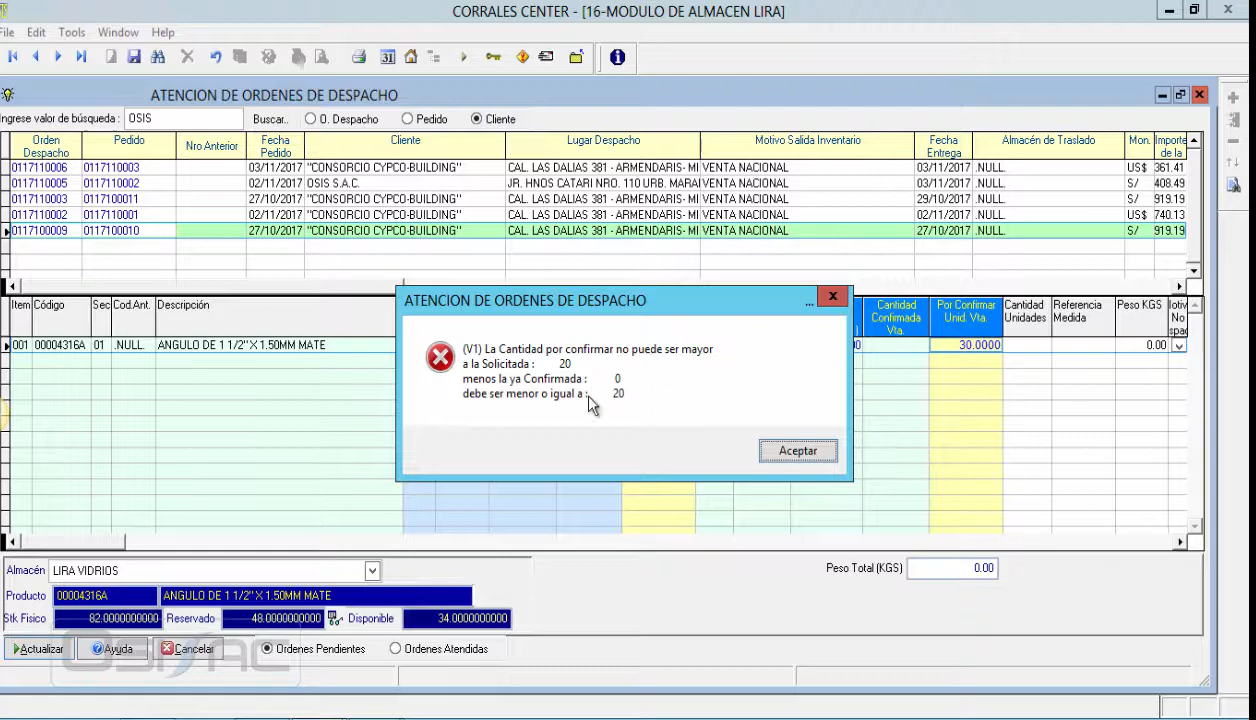 CORRALES CENTER - [16-MODULO DE ALMACEN LIRA]
File Edit Tools Window Help
ATENCION DE ORDENES DE DESPACHO
Ingrese valor de búsqueda : OSIS Buscar.. O. Despacho Pedido Cliente
Orden Despacho Pedido Nro Anterior Fecha Pedido Cliente Lugar Despacho Motivo Salida Inventario Fecha Entrega Almacén de Traslado Mon. Importe de la
0117110006 0117110003 03/11/2017 "CONSORCIO CYPCO-BUILDING" CAL. LAS DALIAS 381 - ARMENDARIS- MI VENTA NACIONAL 03/11/2017 .NULL. US$ 361.41
0117110005 0117110002 02/11/2017 OSIS S.A.C. JR. HNOS CATARI NRO. 110 URB. MARAI VENTA NACIONAL 03/11/2017 .NULL. S/ 408.49
0117110003 0117100011 27/10/2017 "CONSORCIO CYPCO-BUILDING" CAL. LAS DALIAS 381 - ARMENDARIS- MI VENTA NACIONAL 29/10/2017 .NULL. S/ 919.19
0117110002 0117110001 02/11/2017 "CONSORCIO CYPCO-BUILDING" CAL. LAS DALIAS 381 - ARMENDARIS- MI VENTA NACIONAL 02/11/2017 .NULL. US$ 740.13
0117100009 0117100010 27/10/2017 "CONSORCIO CYPCO-BUILDING" CAL. LAS DALIAS 381 - ARMENDARIS- MI VENTA NACIONAL 27/10/2017 .NULL. S/ 919.19
Item Código Sec Cod.Ant. Descripción Cantidad Confirmada Vta. Por Confirmar Unid. Vta. Cantidad Unidades Referencia Medida Peso KGS
001 00004316A 01 .NULL. ANGULO DE 1 1/2" X 1.50MM MATE 30.0000 0.00
ATENCION DE ORDENES DE DESPACHO ...
(V1) La Cantidad por confirmar no puede ser mayor
a la Solicitada : 20
menos la ya Confirmada : 0
debe ser menor o igual a : 20
Aceptar
Almacén LIRA VIDRIOS Peso Total (KGS) 0.00
Producto 00004316A ANGULO DE 1 1/2" X 1.50MM MATE
Stk Fisico 82.0000000000 Reservado 48.0000000000 Disponible 34.0000000000
Actualizar Ayuda Cancelar Ordenes Pendientes Ordenes Atendidas